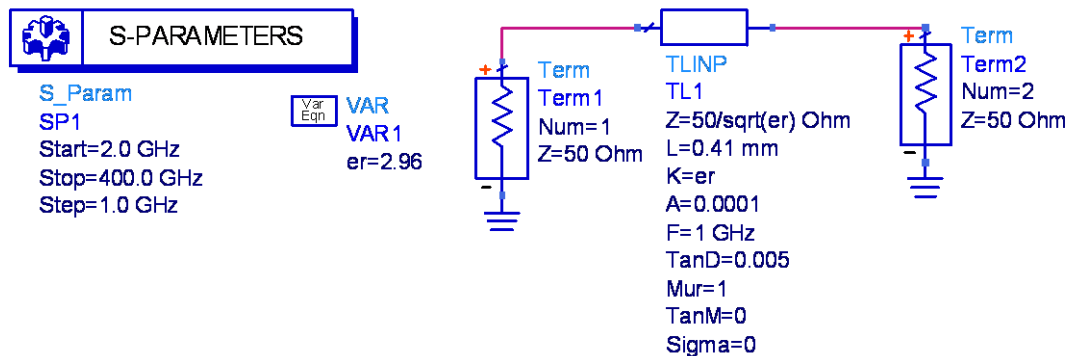 S-PARAMETERS
S_Param
SP1
Start=2.0 GHz
Stop=400.0 GHz
Step=1.0 GHz
Var
Eqn
VAR
VAR1
er=2.96
+
Term
Term1
Num=1
Z=50 Ohm
-
TLINP
TL1
Z=50/sqrt(er) Ohm
L=0.41 mm
K=er
A=0.0001
F=1 GHz
TanD=0.005
Mur=1
TanM=0
Sigma=0
+
Term
Term2
Num=2
Z=50 Ohm
-